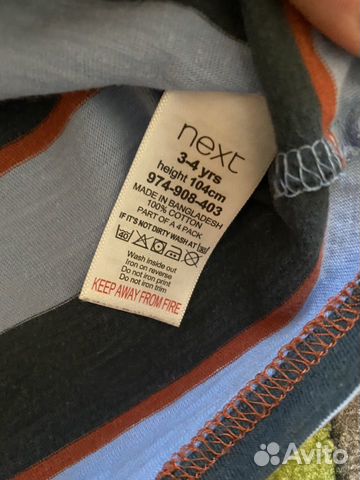 next
3-4 yrs
height 104cm
974-908-403
MADE IN BANGLADESH
100% COTTON
PART OF A 4 PACK
IF IT'S NOT DIRTY WASH AT 30
40
Wash inside out
Iron on reverse
Do not iron print
Do not iron trim
KEEP AWAY FROM FIRE
Avito